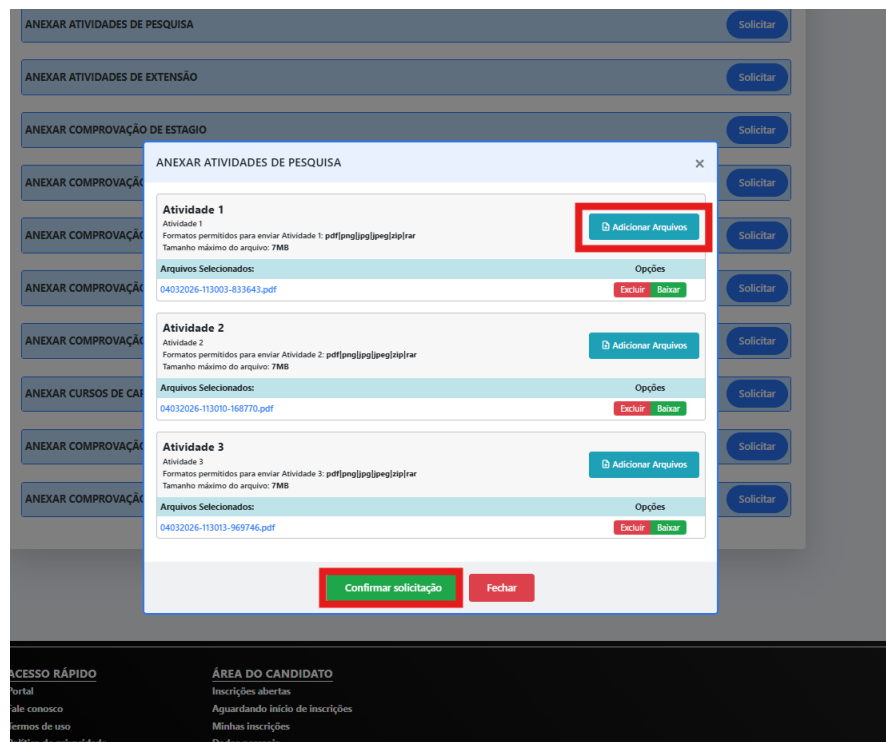 ANEXAR ATIVIDADES DE PESQUISA
Solicitar
ANEXAR ATIVIDADES DE EXTENSÃO
Solicitar
ANEXAR COMPROVAÇÃO DE ESTAGIO
Solicitar
ANEXAR COMPROVAÇÃ
Solicitar
ANEXAR COMPROVAÇÃ
Solicitar
ANEXAR COMPROVAÇÃ
Solicitar
ANEXAR COMPROVAÇÃ
Solicitar
ANEXAR CURSOS DE CA
Solicitar
ANEXAR COMPROVAÇÃ
Solicitar
ANEXAR COMPROVAÇÃ
Solicitar
ANEXAR ATIVIDADES DE PESQUISA ×
Atividade 1
Atividade 1
Formatos permitidos para enviar Atividade 1: pdf|png|jpg|jpeg|zip|rar
Tamanho máximo do arquivo: 7MB
Adicionar Arquivos
Arquivos Selecionados: Opções
04032026-113003-833643.pdf Excluir Baixar
Atividade 2
Atividade 2
Formatos permitidos para enviar Atividade 2: pdf|png|jpg|jpeg|zip|rar
Tamanho máximo do arquivo: 7MB
Adicionar Arquivos
Arquivos Selecionados: Opções
04032026-113010-168770.pdf Excluir Baixar
Atividade 3
Atividade 3
Formatos permitidos para enviar Atividade 3: pdf|png|jpg|jpeg|zip|rar
Tamanho máximo do arquivo: 7MB
Adicionar Arquivos
Arquivos Selecionados: Opções
04032026-113013-969746.pdf Excluir Baixar
Confirmar solicitação Fechar
ACESSO RÁPIDO
Portal
Fale conosco
Termos de uso
ÁREA DO CANDIDATO
Inscrições abertas
Aguardando início de inscrições
Minhas inscrições